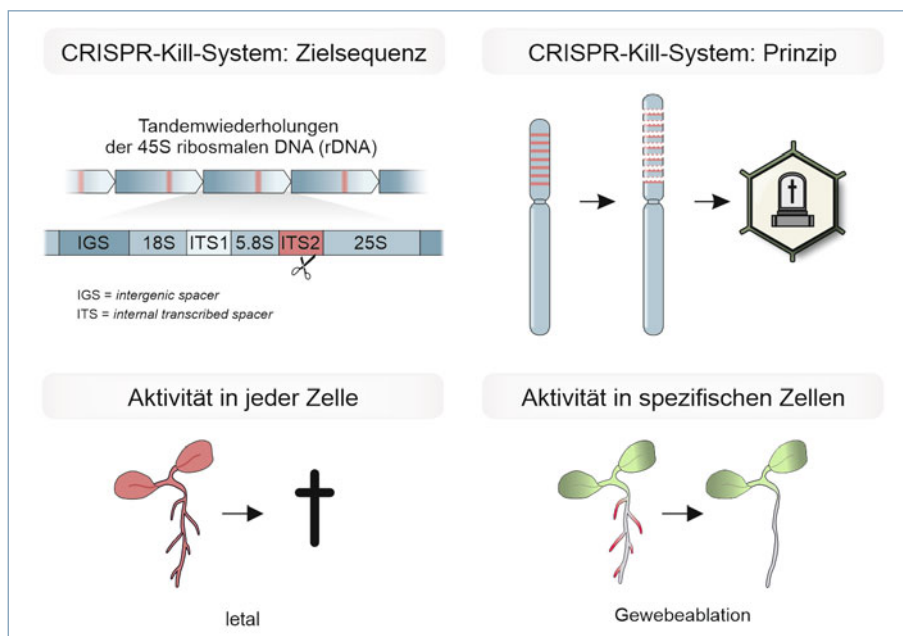 CRISPR-Kill-System: Zielsequenz
Tandemwiederholungen
der 45S ribosmalen DNA (rDNA)
IGS 18S ITS1 5.8S ITS2 25S
IGS = intergenic spacer
ITS = internal transcribed spacer
CRISPR-Kill-System: Prinzip
Aktivität in jeder Zelle
letal
Aktivität in spezifischen Zellen
Gewebeablation